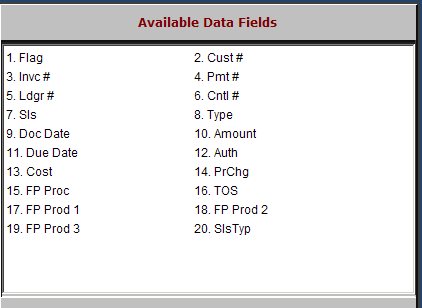 Available Data Fields
1. Flag 2. Cust #
3. Invc # 4. Pmt #
5. Ldgr # 6. Cntl #
7. Sls 8. Type
9. Doc Date 10. Amount
11. Due Date 12. Auth
13. Cost 14. PrChg
15. FP Proc 16. TOS
17. FP Prod 1 18. FP Prod 2
19. FP Prod 3 20. SlsTyp